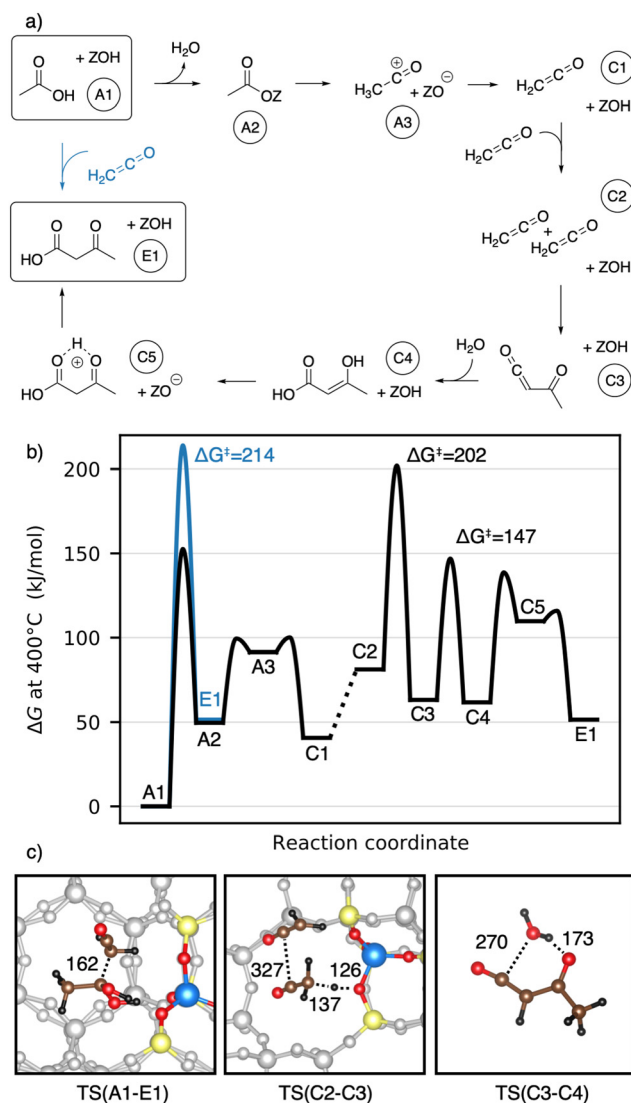 a)
H₂O
O
+ ZOH
OH
A1
O
OZ
A2
⊕
H₃C C O
+ ZO⊖
A3
H₂C C O
C1
+ ZOH
H₂C C O
H₂C C O
C2
H₂C C O
+
H₂C C O
+ ZOH
O O
+ ZOH
HO
E1
H
O ⊕ O
C5
HO
+ ZO⊖
O OH
C4
HO
+ ZOH
H₂O
+ ZOH
O C
O
C3
b)
ΔG‡=214
ΔG‡=202
ΔG‡=147
200
150
100
50
0
ΔG at 400°C (kJ/mol)
A1
E1
A2
A3
C1
C2
C3
C4
C5
E1
Reaction coordinate
c)
162
327
137
126
270
173
TS(A1-E1)
TS(C2-C3)
TS(C3-C4)